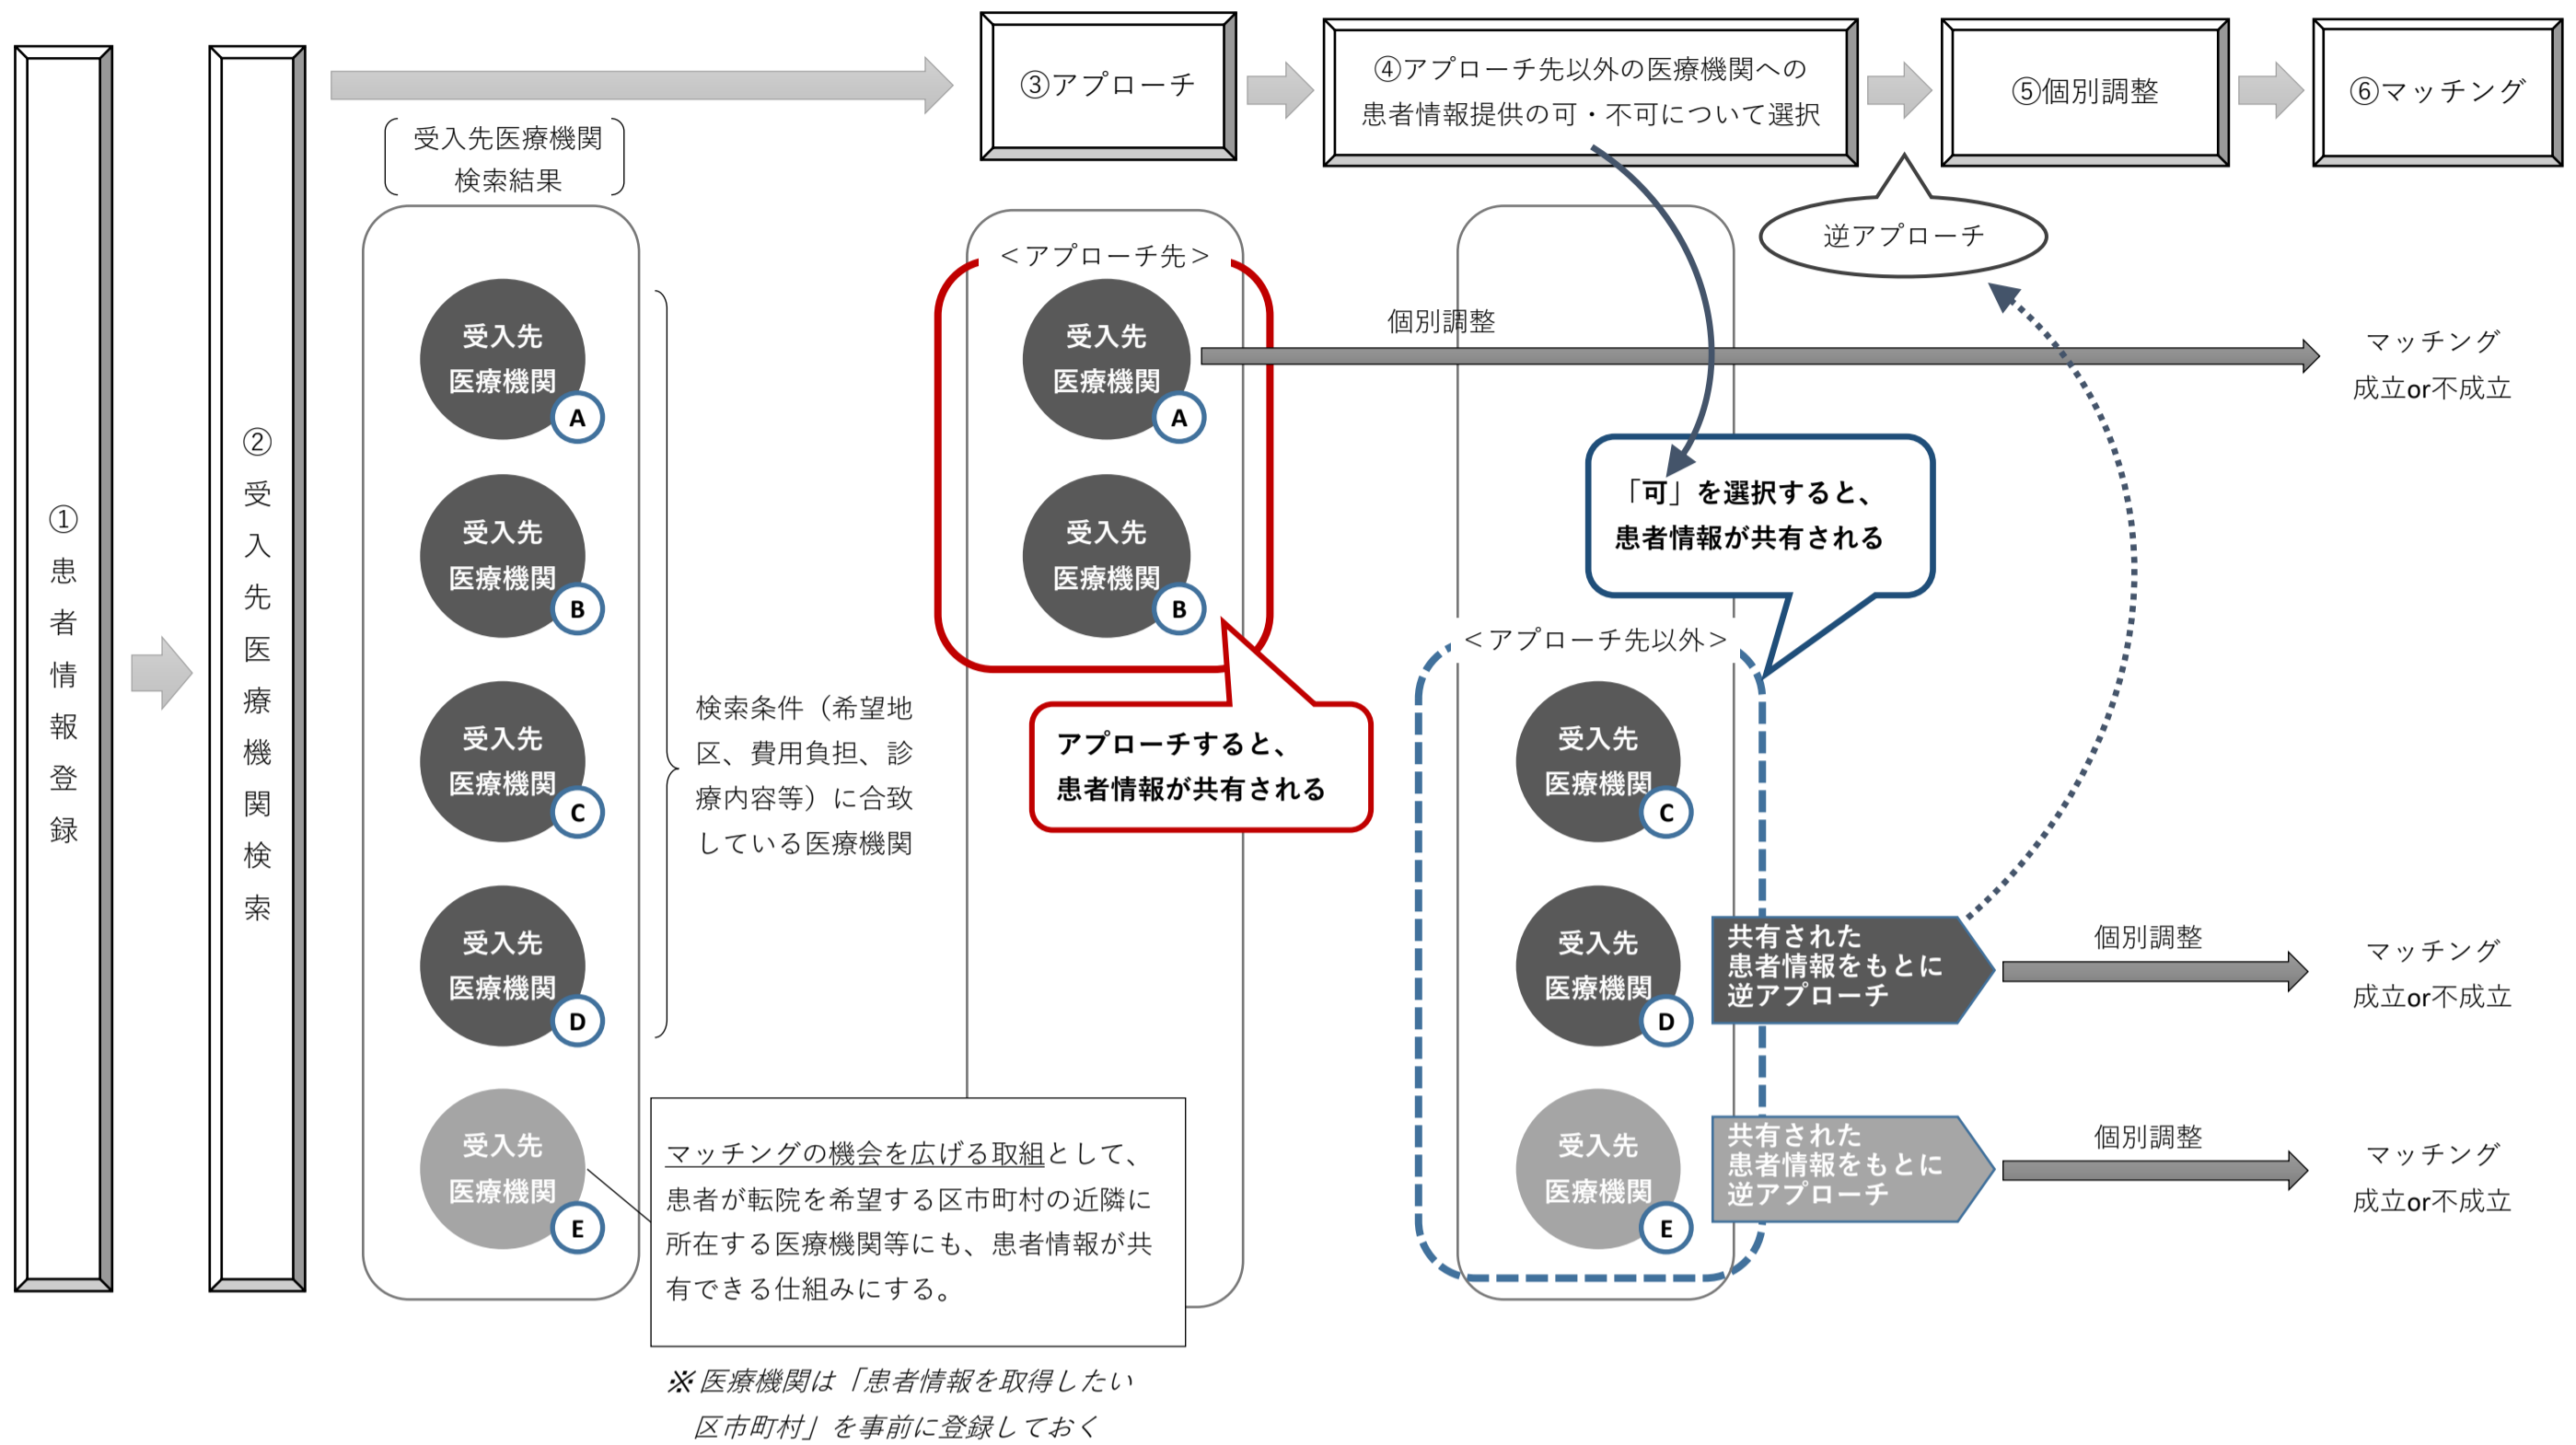 ①患者情報登録
②受入先医療機関検索
③アプローチ
④アプローチ先以外の医療機関への
患者情報提供の可・不可について選択
⑤個別調整
⑥マッチング
受入先医療機関
検索結果
受入先
医療機関
A
受入先
医療機関
B
受入先
医療機関
C
受入先
医療機関
D
受入先
医療機関
E
検索条件（希望地
区、費用負担、診
療内容等）に合致
している医療機関
マッチングの機会を広げる取組として、
患者が転院を希望する区市町村の近隣に
所在する医療機関等にも、患者情報が共
有できる仕組みにする。
※ 医療機関は「患者情報を取得したい
区市町村」を事前に登録しておく
＜アプローチ先＞
受入先
医療機関
A
受入先
医療機関
B
アプローチすると、
患者情報が共有される
個別調整
マッチング
成立or不成立
逆アプローチ
「可」を選択すると、
患者情報が共有される
＜アプローチ先以外＞
受入先
医療機関
C
受入先
医療機関
D
共有された
患者情報をもとに
逆アプローチ
個別調整
マッチング
成立or不成立
受入先
医療機関
E
共有された
患者情報をもとに
逆アプローチ
個別調整
マッチング
成立or不成立